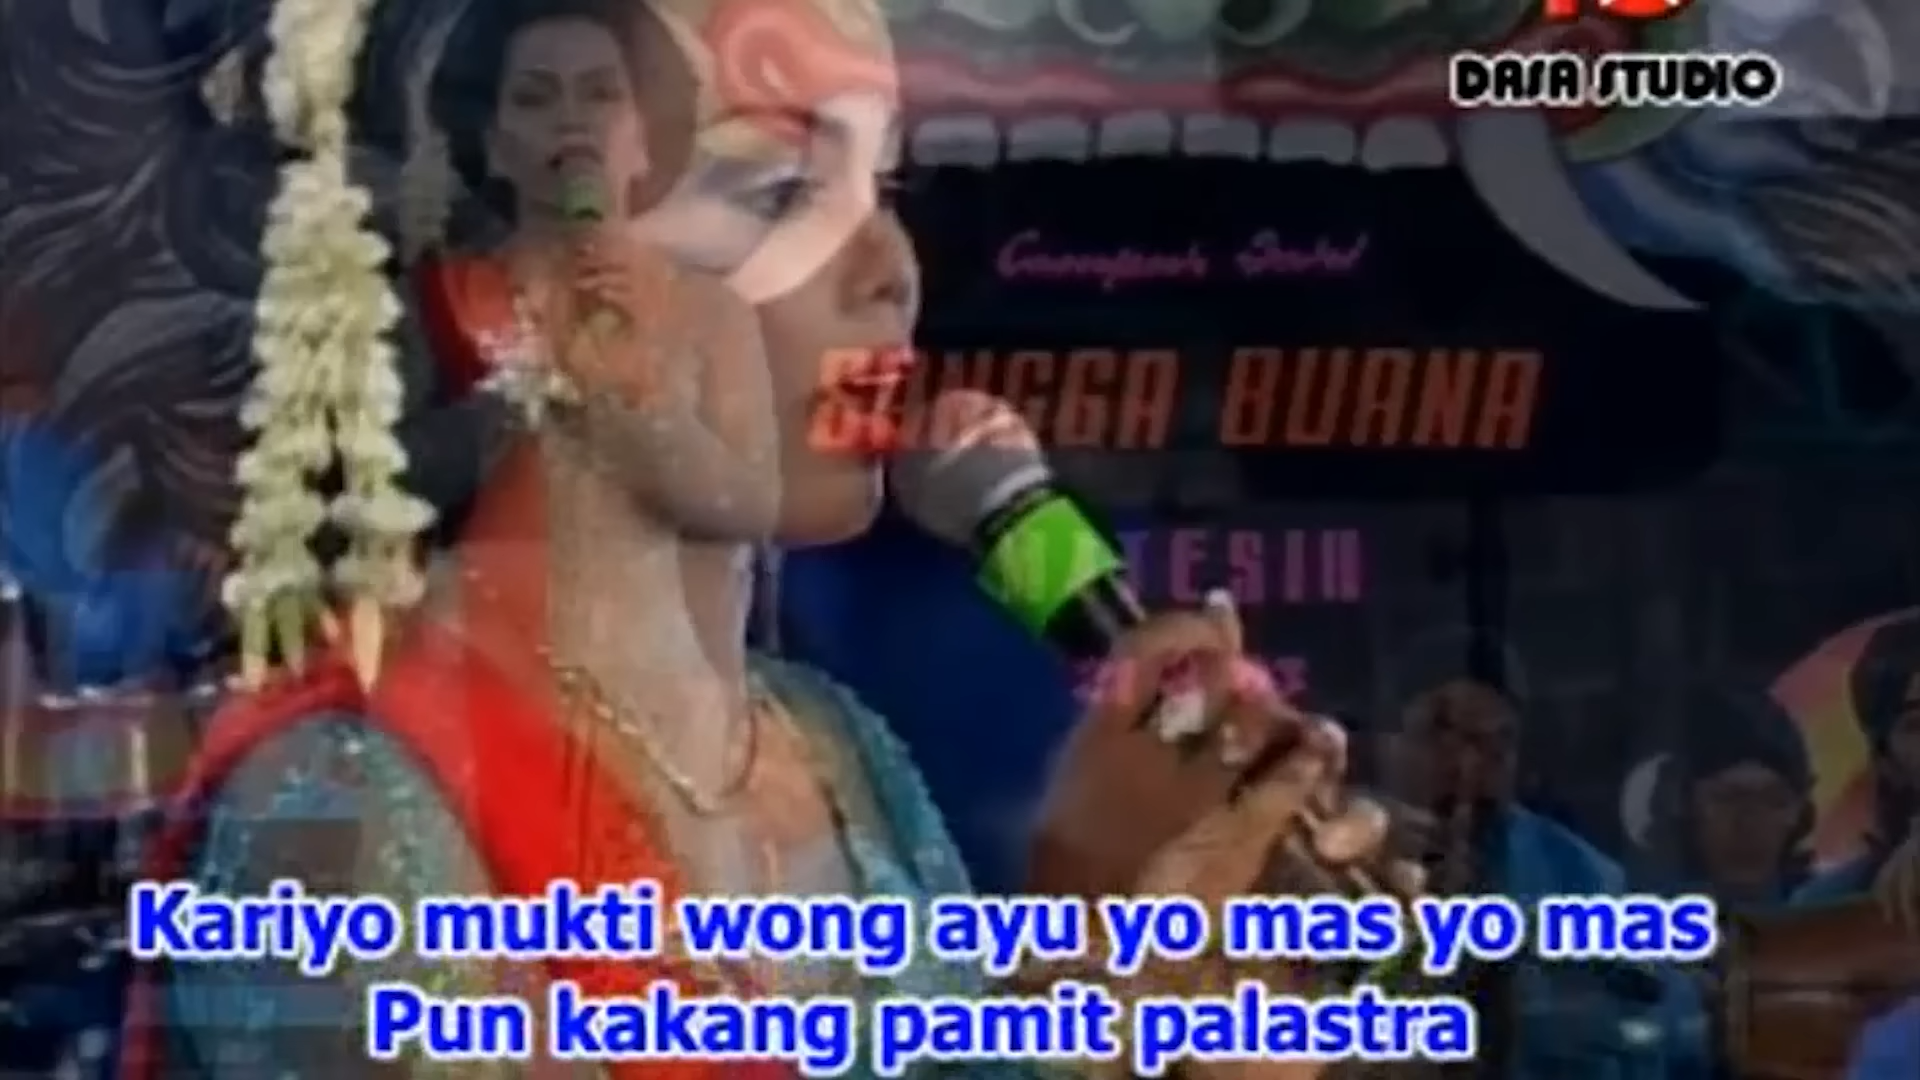 DASA STUDIO
SANGGA BUANA
Kariyo mukti wong ayu yo mas yo mas
Pun kakang pamit palastra